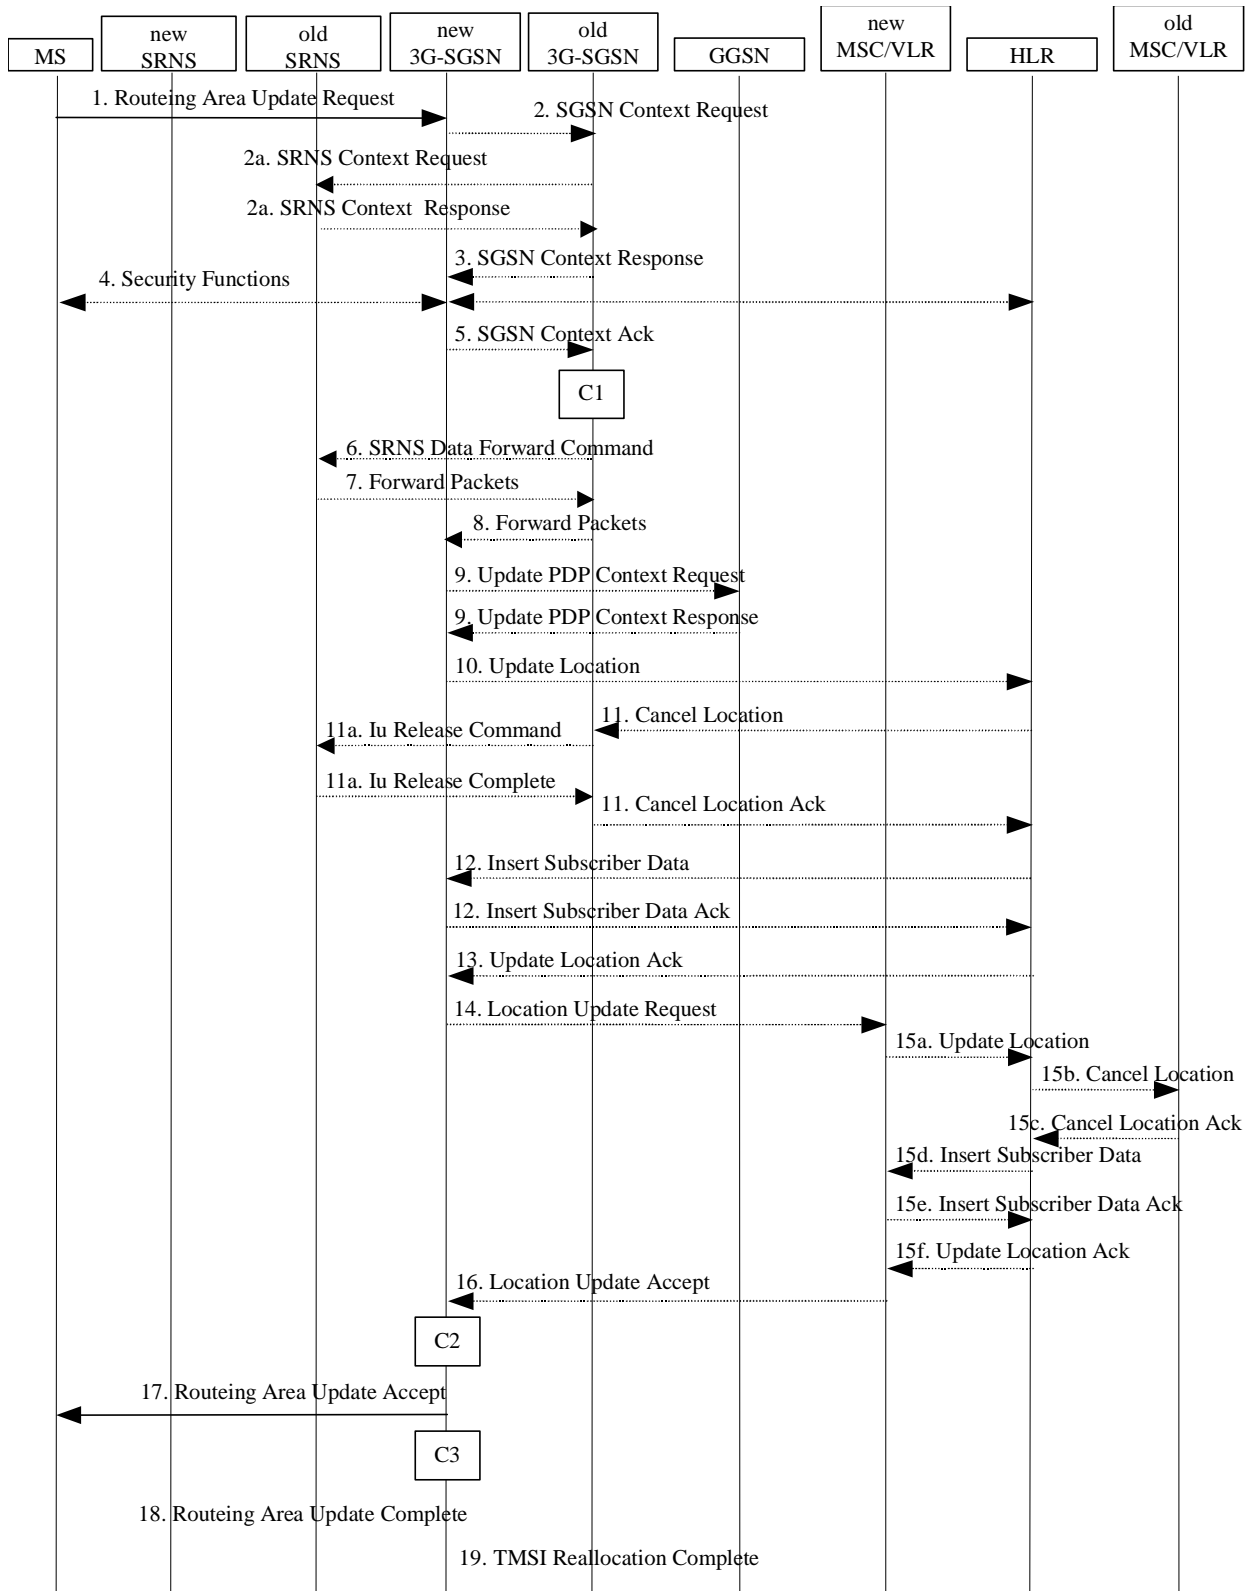 MS
new
SRNS
old
SRNS
new
3G-SGSN
old
3G-SGSN
GGSN
new
MSC/VLR
HLR
old
MSC/VLR
1. Routeing Area Update Request
2. SGSN Context Request
2a. SRNS Context Request
2a. SRNS Context  Response
3. SGSN Context Response
4. Security Functions
5. SGSN Context Ack
C1
6. SRNS Data Forward Command
7. Forward Packets
8. Forward Packets
9. Update PDP Context Request
9. Update PDP Context Response
10. Update Location
11. Cancel Location
11a. Iu Release Command
11a. Iu Release Complete
11. Cancel Location Ack
12. Insert Subscriber Data
12. Insert Subscriber Data Ack
13. Update Location Ack
14. Location Update Request
15a. Update Location
15b. Cancel Location
15c. Cancel Location Ack
15d. Insert Subscriber Data
15e. Insert Subscriber Data Ack
15f. Update Location Ack
16. Location Update Accept
C2
17. Routeing Area Update Accept
C3
18. Routeing Area Update Complete
19. TMSI Reallocation Complete